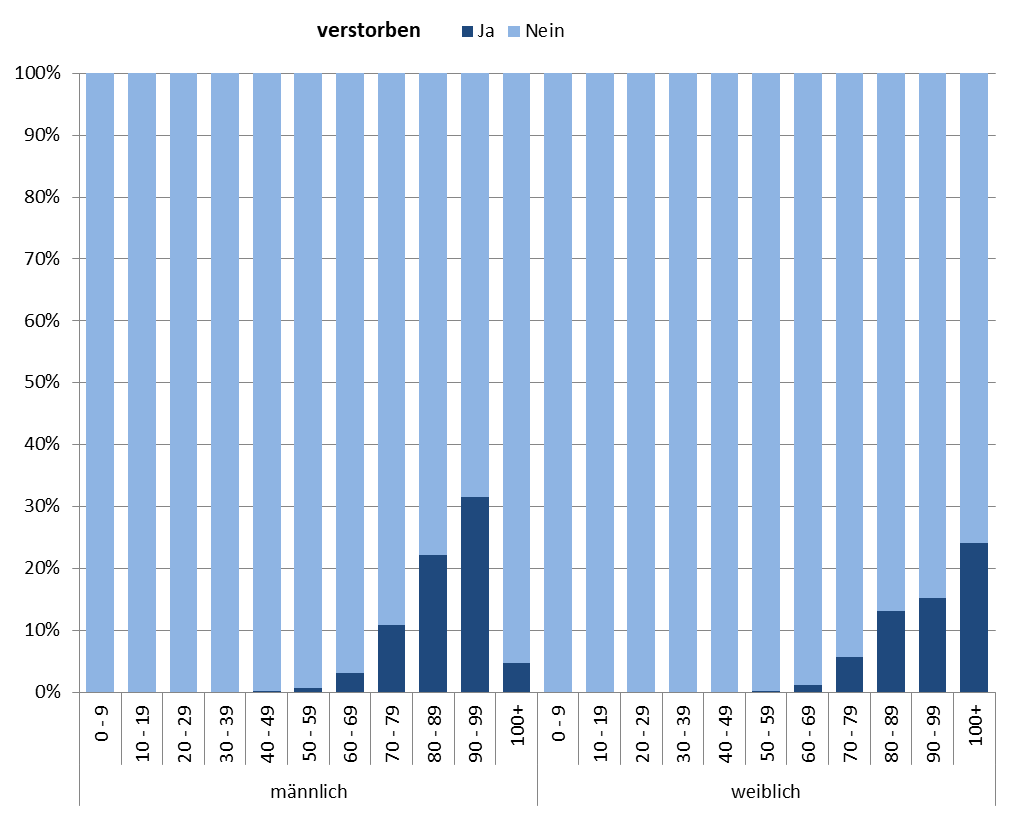 verstorben Ja Nein
100%
90%
80%
70%
60%
50%
40%
30%
20%
10%
0%
0 - 9
10 - 19
20 - 29
30 - 39
40 - 49
50 - 59
60 - 69
70 - 79
80 - 89
90 - 99
100+
0 - 9
10 - 19
20 - 29
30 - 39
40 - 49
50 - 59
60 - 69
70 - 79
80 - 89
90 - 99
100+
männlich
weiblich